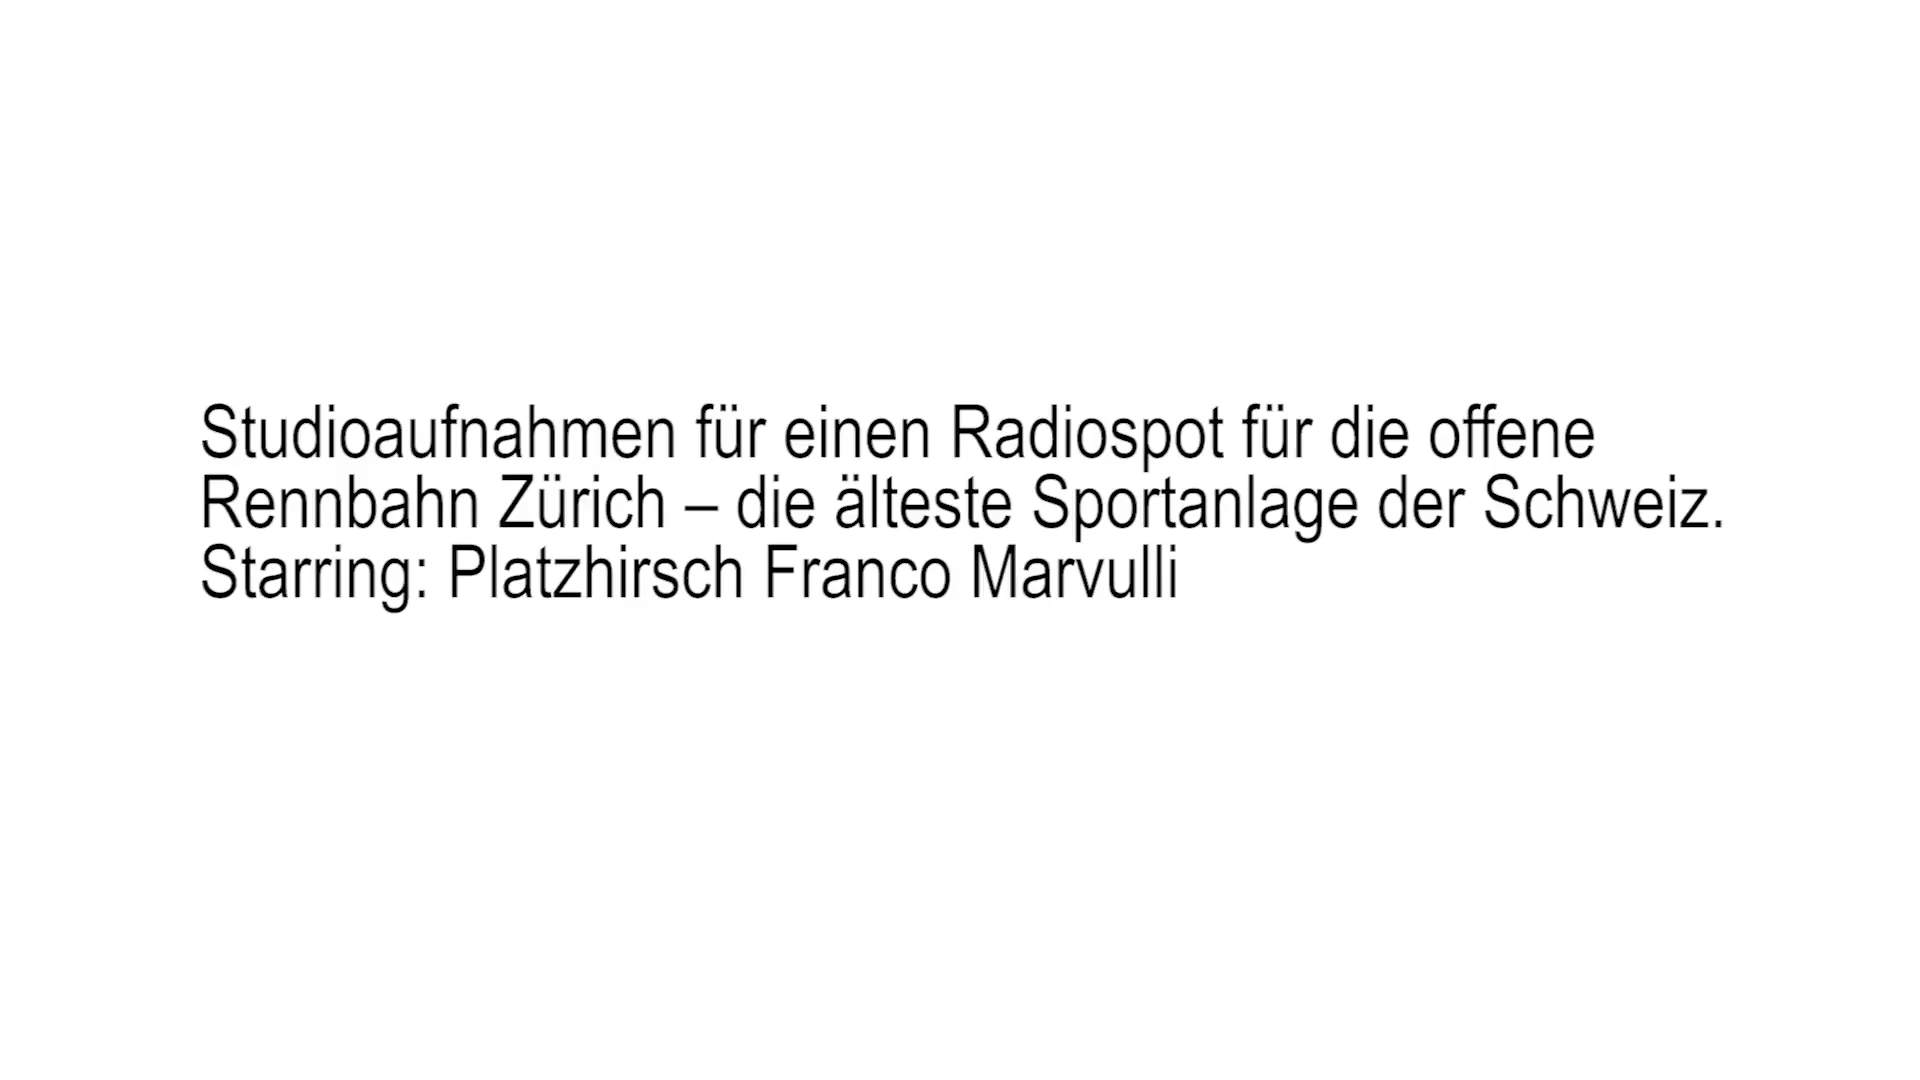 Studioaufnahmen für einen Radiospot für die offene
Rennbahn Zürich – die älteste Sportanlage der Schweiz.
Starring: Platzhirsch Franco Marvulli